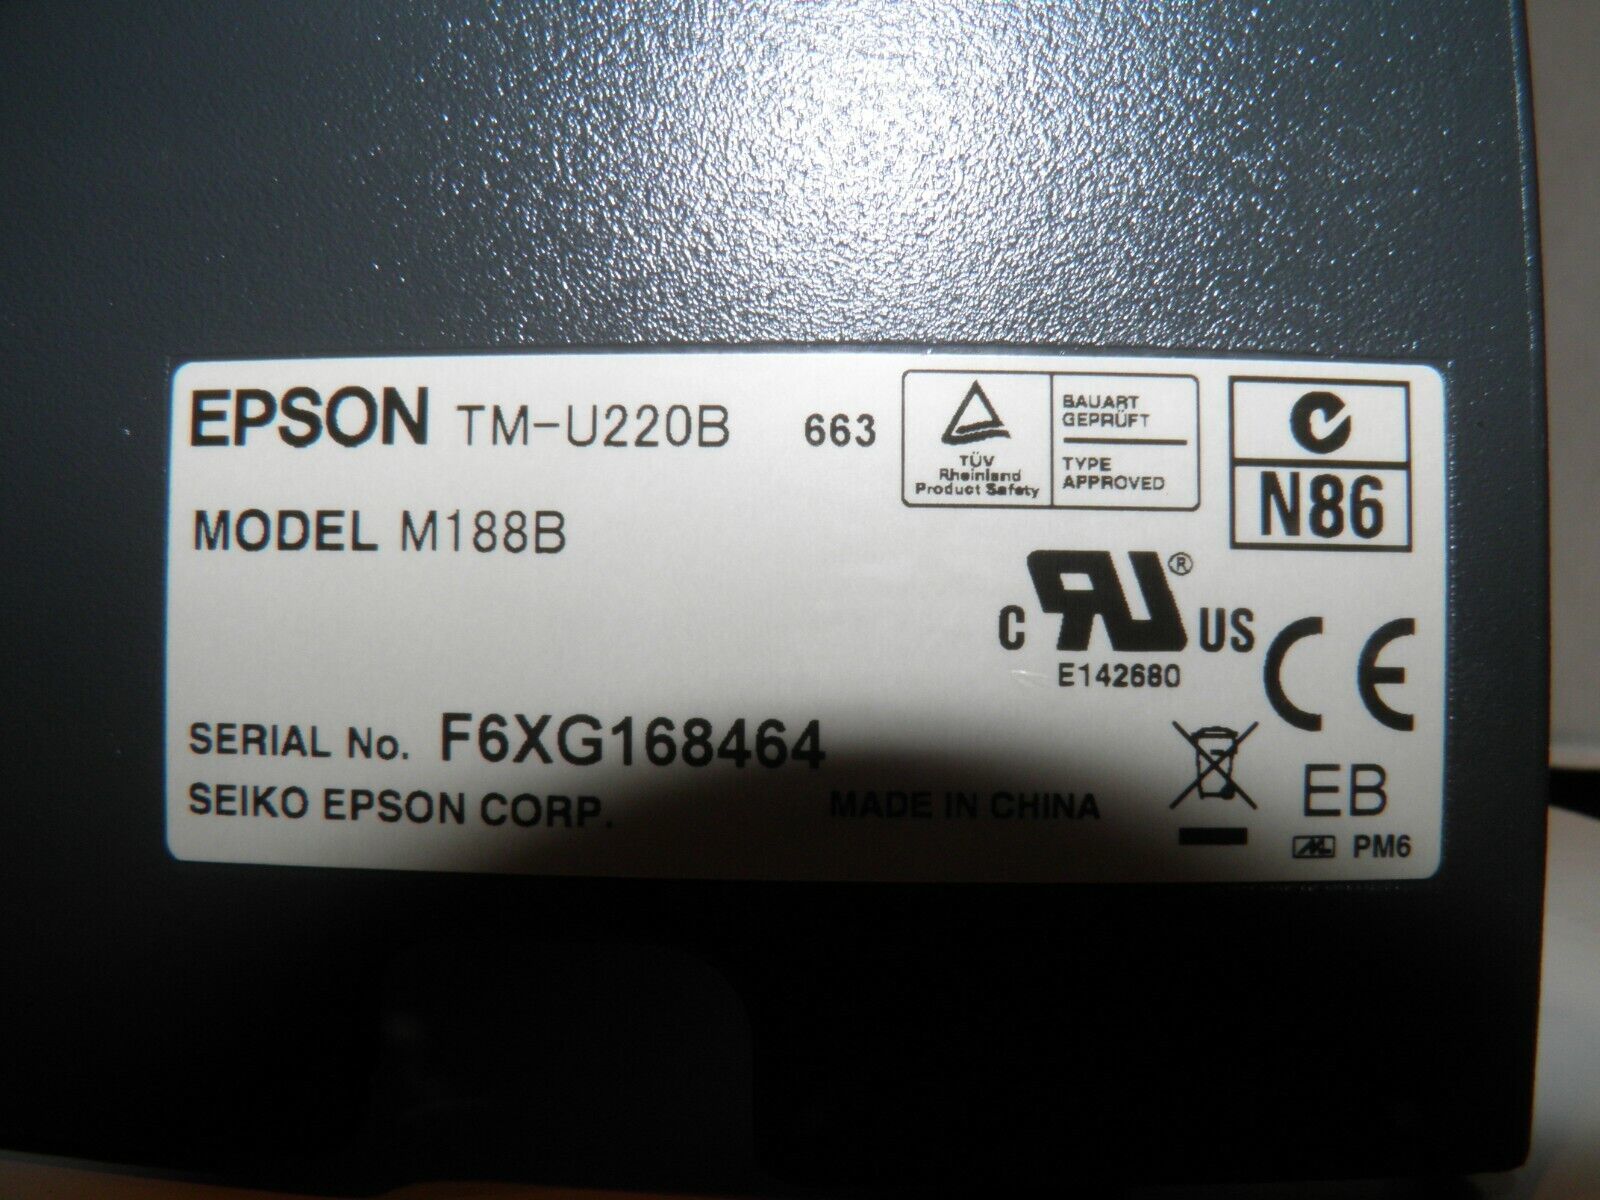 EPSON TM-U220B 663
TÜV
Rheinland
Product Safety
BAUART
GEPRÜFT
TYPE
APPROVED
N86
MODEL M188B
C RU ® US
E142680
CE
SERIAL No. F6XG168464
SEIKO EPSON CORP. MADE IN CHINA
EB
PM6